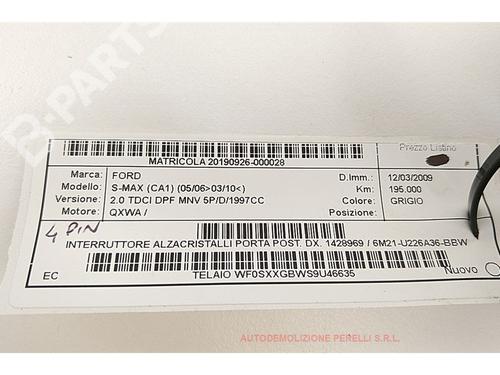 B-PARTS
Prezzo Listino
MATRICOLA 20190926-000028
Marca: FORD D.Imm.: 12/03/2009
Modello: S-MAX (CA1) (05/06>03/10<) Km: 195.000
Versione: 2.0 TDCI DPF MNV 5P/D/1997CC Colore: GRIGIO
Motore: QXWA / Posizione:
4 PIN
INTERRUTTORE ALZACRISTALLI PORTA POST. DX. 1428969 / 6M21-U226A36-BBW
EC Nuovo
TELAIO WF0SXXGBWS9U46635
AUTODEMOLIZIONE PERELLI S.R.L.